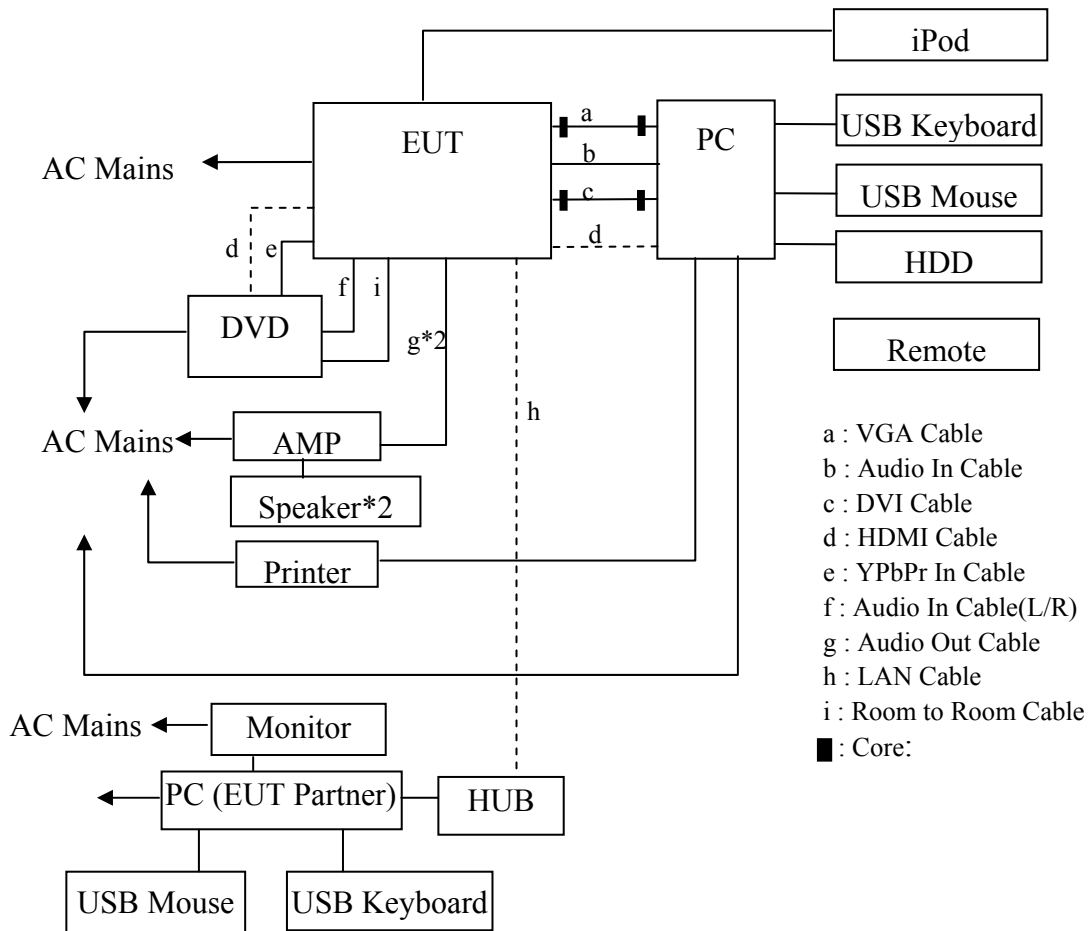 iPod
EUT
a
PC
USB Keyboard
AC Mains
b
USB Mouse
c
d
HDD
d
e
f
i
DVD
g*2
Remote
h
AC Mains
AMP
Speaker*2
Printer
a : VGA Cable
b : Audio In Cable
c : DVI Cable
d : HDMI Cable
e : YPbPr In Cable
f : Audio In Cable(L/R)
g : Audio Out Cable
h : LAN Cable
i : Room to Room Cable
: Core:
AC Mains
Monitor
PC (EUT Partner)
HUB
USB Mouse
USB Keyboard